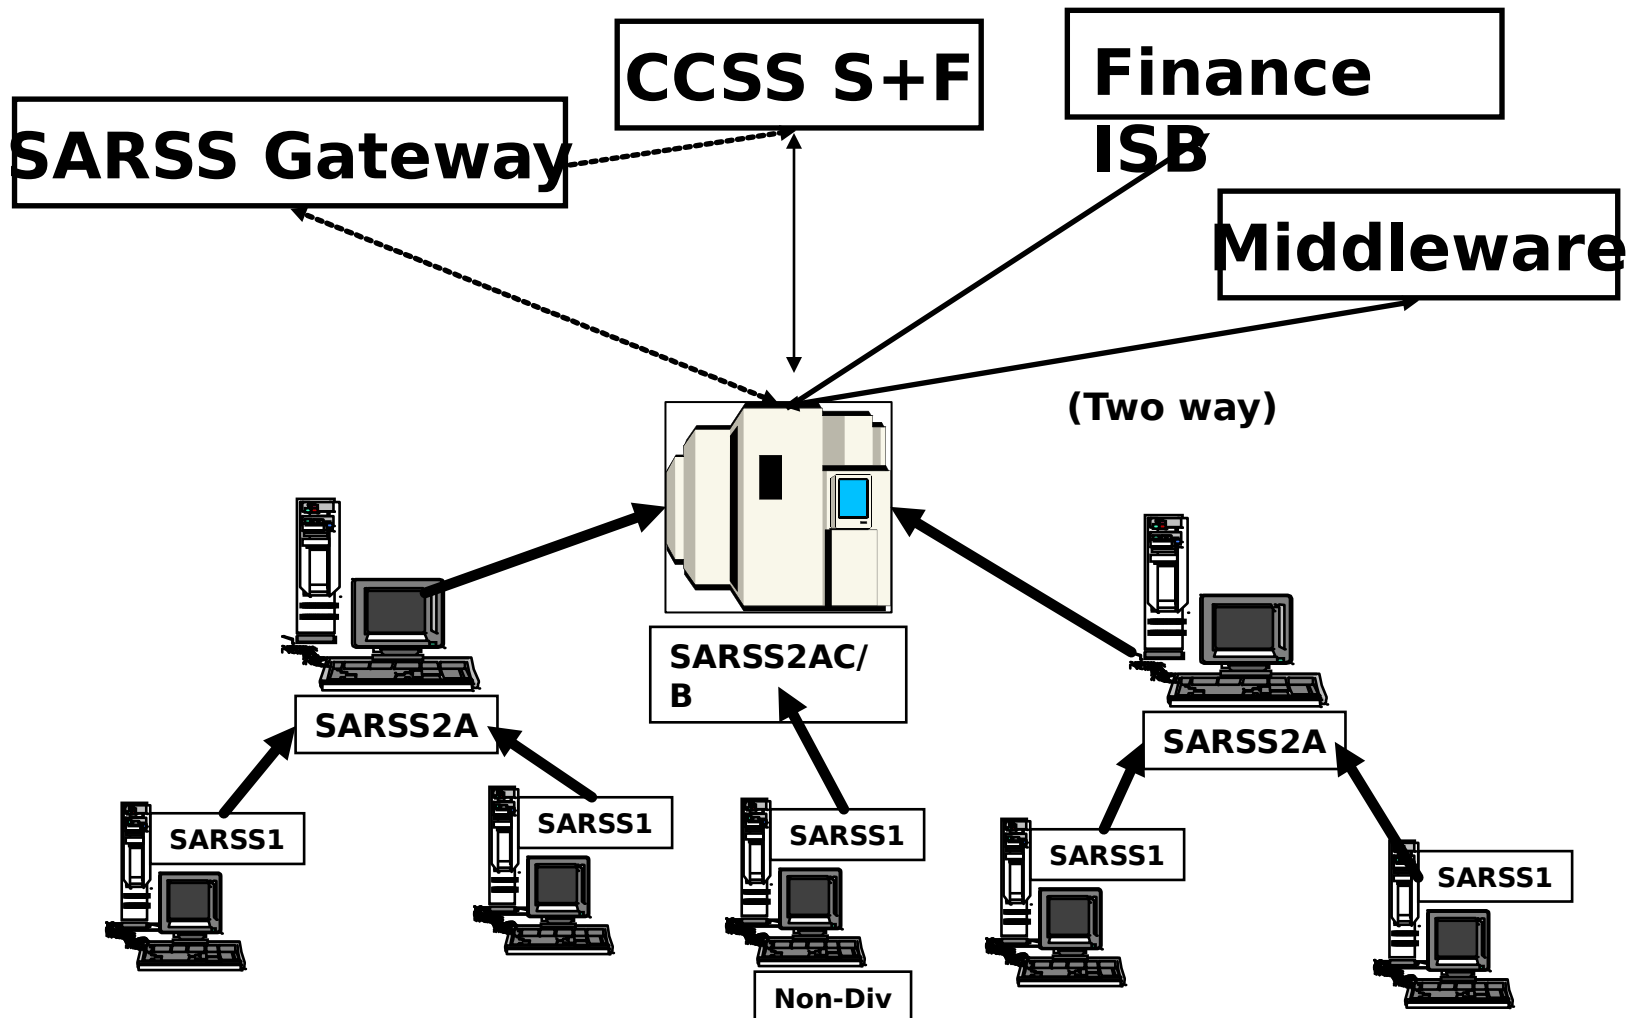 CCSS S+F
Finance
ISB
SARSS Gateway
Middleware
(Two way)
SARSS2AC/
B
SARSS2A
SARSS2A
SARSS1
SARSS1
SARSS1
SARSS1
SARSS1
Non-Div